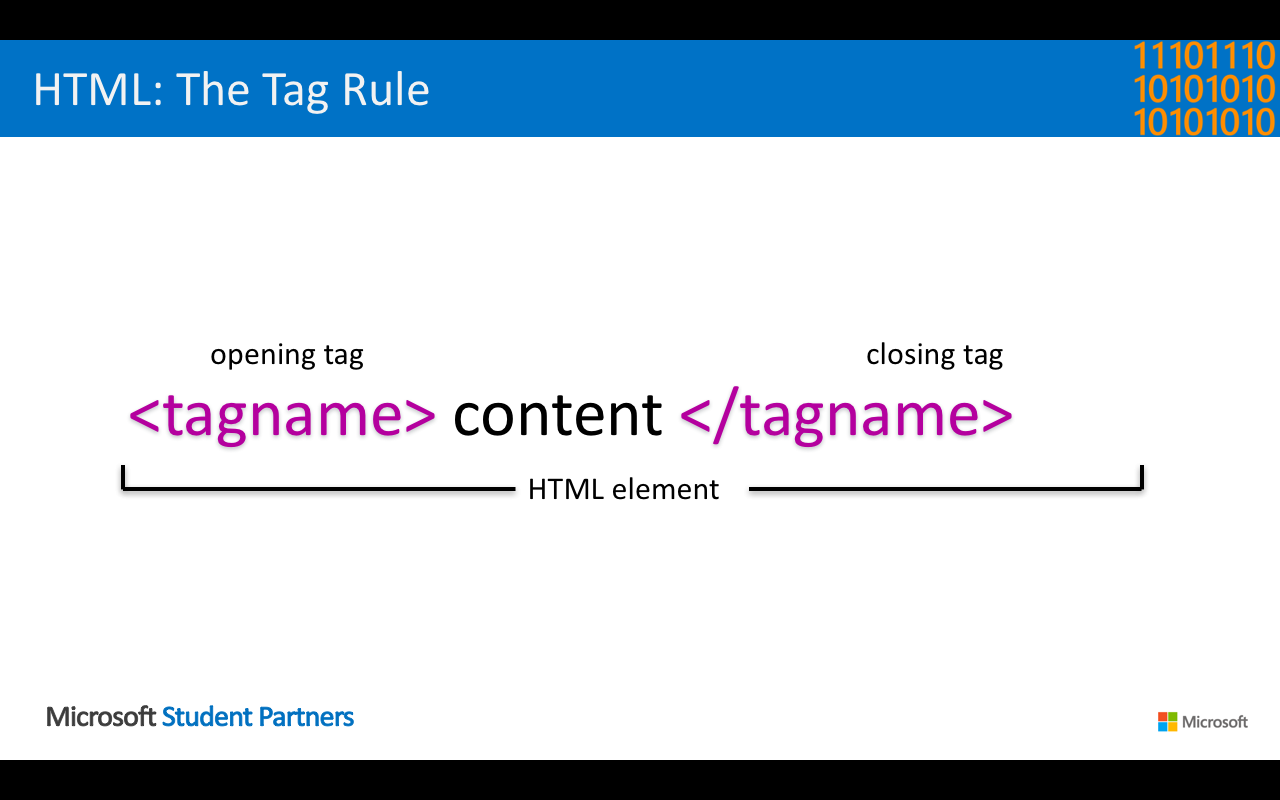 HTML: The Tag Rule
11101110
10101010
10101010
opening tag
closing tag
<tagname> content </tagname>
HTML element
Microsoft Student Partners
Microsoft